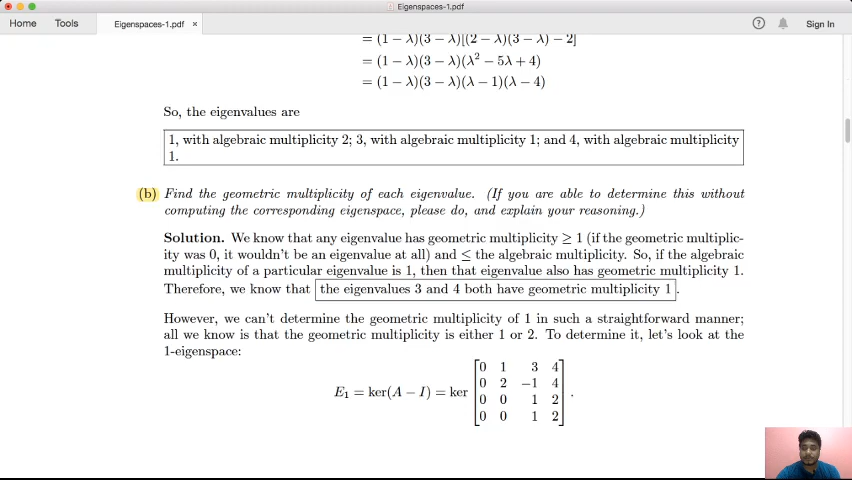 Eigenspaces-1.pdf
Home Tools Eigenspaces-1.pdf × ? Sign In
= (1 − λ)(3 − λ)[(2 − λ)(3 − λ) − 2]
= (1 − λ)(3 − λ)(λ² − 5λ + 4)
= (1 − λ)(3 − λ)(λ − 1)(λ − 4)
So, the eigenvalues are
1, with algebraic multiplicity 2; 3, with algebraic multiplicity 1; and 4, with algebraic multiplicity
1.
(b) Find the geometric multiplicity of each eigenvalue. (If you are able to determine this without
computing the corresponding eigenspace, please do, and explain your reasoning.)
Solution. We know that any eigenvalue has geometric multiplicity ≥ 1 (if the geometric multiplic-
ity was 0, it wouldn't be an eigenvalue at all) and ≤ the algebraic multiplicity. So, if the algebraic
multiplicity of a particular eigenvalue is 1, then that eigenvalue also has geometric multiplicity 1.
Therefore, we know that the eigenvalues 3 and 4 both have geometric multiplicity 1.
However, we can't determine the geometric multiplicity of 1 in such a straightforward manner;
all we know is that the geometric multiplicity is either 1 or 2. To determine it, let's look at the
1-eigenspace:
0 1 3 4
0 2 −1 4
E₁ = ker(A − I) = ker .
0 0 1 2
0 0 1 2